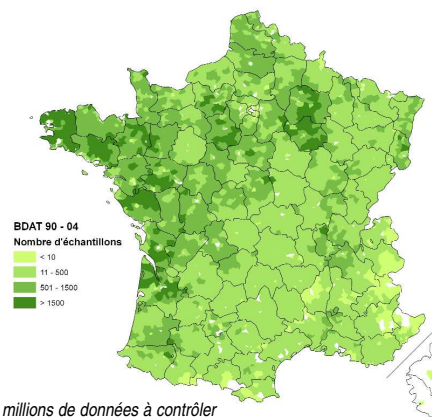 BDAT 90 - 04
Nombre d'échantillons
< 10
11 - 500
501 - 1500
> 1500
millions de données à contrôler